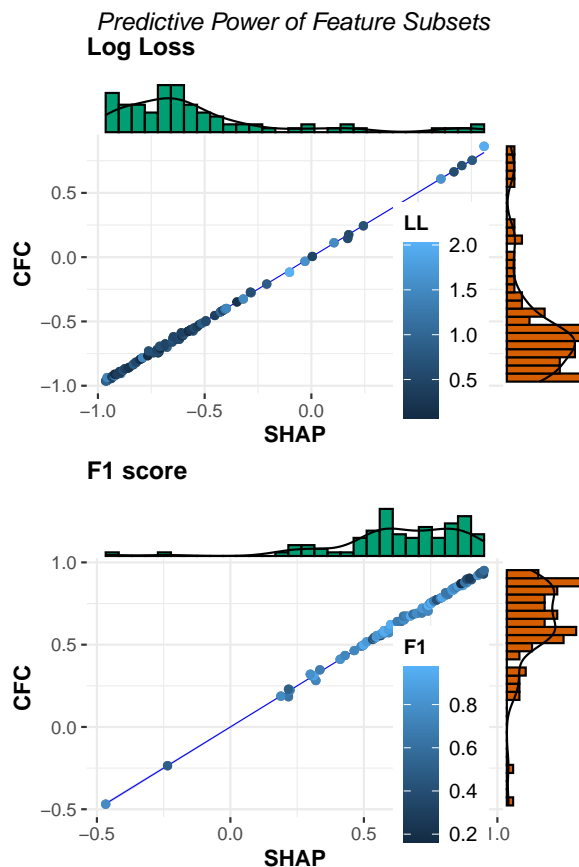 Predictive Power of Feature Subsets
Log Loss
0.5
0.0
−0.5
−1.0
CFC
−1.0 −0.5 0.0
SHAP
LL
2.0
1.5
1.0
0.5
F1 score
1.0
0.5
0.0
−0.5
CFC
−0.5 0.0 0.5 1.0
SHAP
F1
0.8
0.6
0.4
0.2